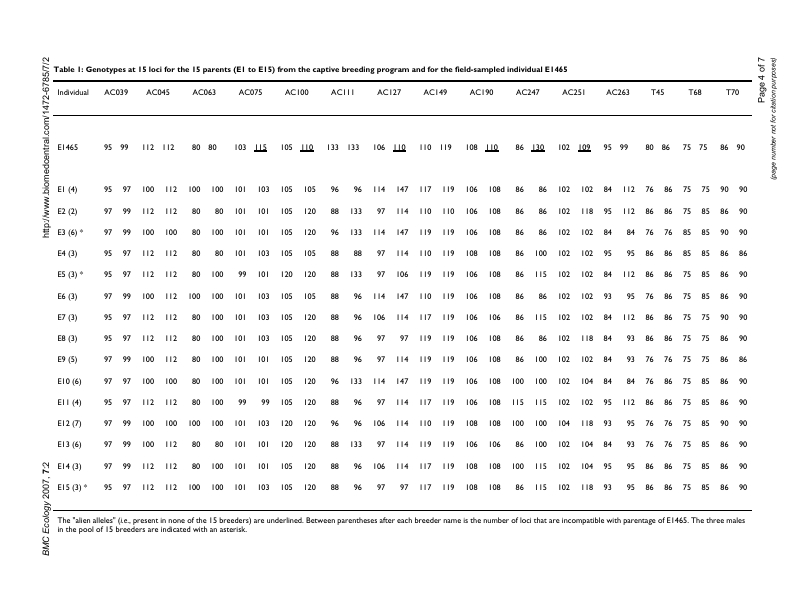 http://www.biomedcentral.com/1472-6785/7/2
BMC Ecology 2007, 7:2
Page 4 of 7
(page number not for citation purposes)
Table 1: Genotypes at 15 loci for the 15 parents (E1 to E15) from the captive breeding program and for the field-sampled individual E1465
Individual AC039 AC045 AC063 AC075 AC100 AC111 AC127 AC149 AC190 AC247 AC251 AC263 T45 T68 T70
E1465 95 99 112 112 80 80 103 115 105 110 133 133 106 110 110 119 108 110 86 130 102 109 95 99 80 86 75 75 86 90
E1 (4) 95 97 100 112 100 100 101 103 105 105 96 96 114 147 117 119 106 108 86 86 102 102 84 112 76 86 75 75 90 90
E2 (2) 97 99 112 112 80 80 101 101 105 120 88 133 97 114 110 110 106 108 86 86 102 118 95 112 86 86 75 85 86 90
E3 (6) * 97 99 100 100 80 100 101 103 105 120 96 133 114 147 119 119 106 108 86 86 102 102 84 84 76 76 85 85 90 90
E4 (3) 95 97 112 112 80 80 101 103 105 105 88 88 97 114 110 119 106 108 86 100 102 102 95 95 86 86 85 85 86 86
E5 (3) * 95 97 112 112 80 100 99 101 120 120 88 133 97 106 119 119 106 108 86 115 102 102 84 112 86 86 75 85 86 90
E6 (3) 97 99 100 112 100 100 101 103 105 105 88 96 114 147 110 119 106 108 86 86 102 102 93 95 76 86 75 85 86 90
E7 (3) 95 97 112 112 80 100 101 103 105 120 88 96 106 114 117 119 106 108 86 115 102 102 84 112 86 86 75 75 90 90
E8 (3) 95 97 112 112 80 100 101 103 105 120 88 96 97 97 119 119 106 108 86 86 102 118 84 93 86 86 75 75 86 90
E9 (5) 97 99 100 112 80 100 101 103 105 120 88 96 97 114 119 119 106 108 86 100 102 102 84 93 76 76 75 75 86 86
E10 (6) 97 97 100 100 80 100 101 101 105 120 96 133 114 147 119 119 106 108 100 100 102 104 84 84 76 86 75 85 86 90
E11 (4) 95 97 112 112 80 100 99 99 105 120 88 96 97 114 117 119 106 108 115 115 102 102 95 112 86 86 75 85 86 90
E12 (7) 97 99 100 100 100 100 101 103 120 120 96 96 106 114 110 119 108 108 100 100 104 118 93 95 76 76 75 85 90 90
E13 (6) 97 99 100 112 80 80 101 101 120 120 88 133 97 114 119 119 106 106 86 100 102 104 84 93 76 76 75 85 86 90
E14 (3) 97 99 112 112 80 100 101 101 105 120 88 96 106 114 117 119 108 108 100 115 102 104 95 95 86 86 75 85 86 90
E15 (3) * 95 97 112 112 100 100 101 103 105 120 88 96 97 97 117 119 108 108 86 115 102 118 93 95 86 86 75 85 86 90
The "alien alleles" (i.e., present in none of the 15 breeders) are underlined. Between parentheses after each breeder name is the number of loci that are incompatible with parentage of E1465. The three males
in the pool of 15 breeders are indicated with an asterisk.